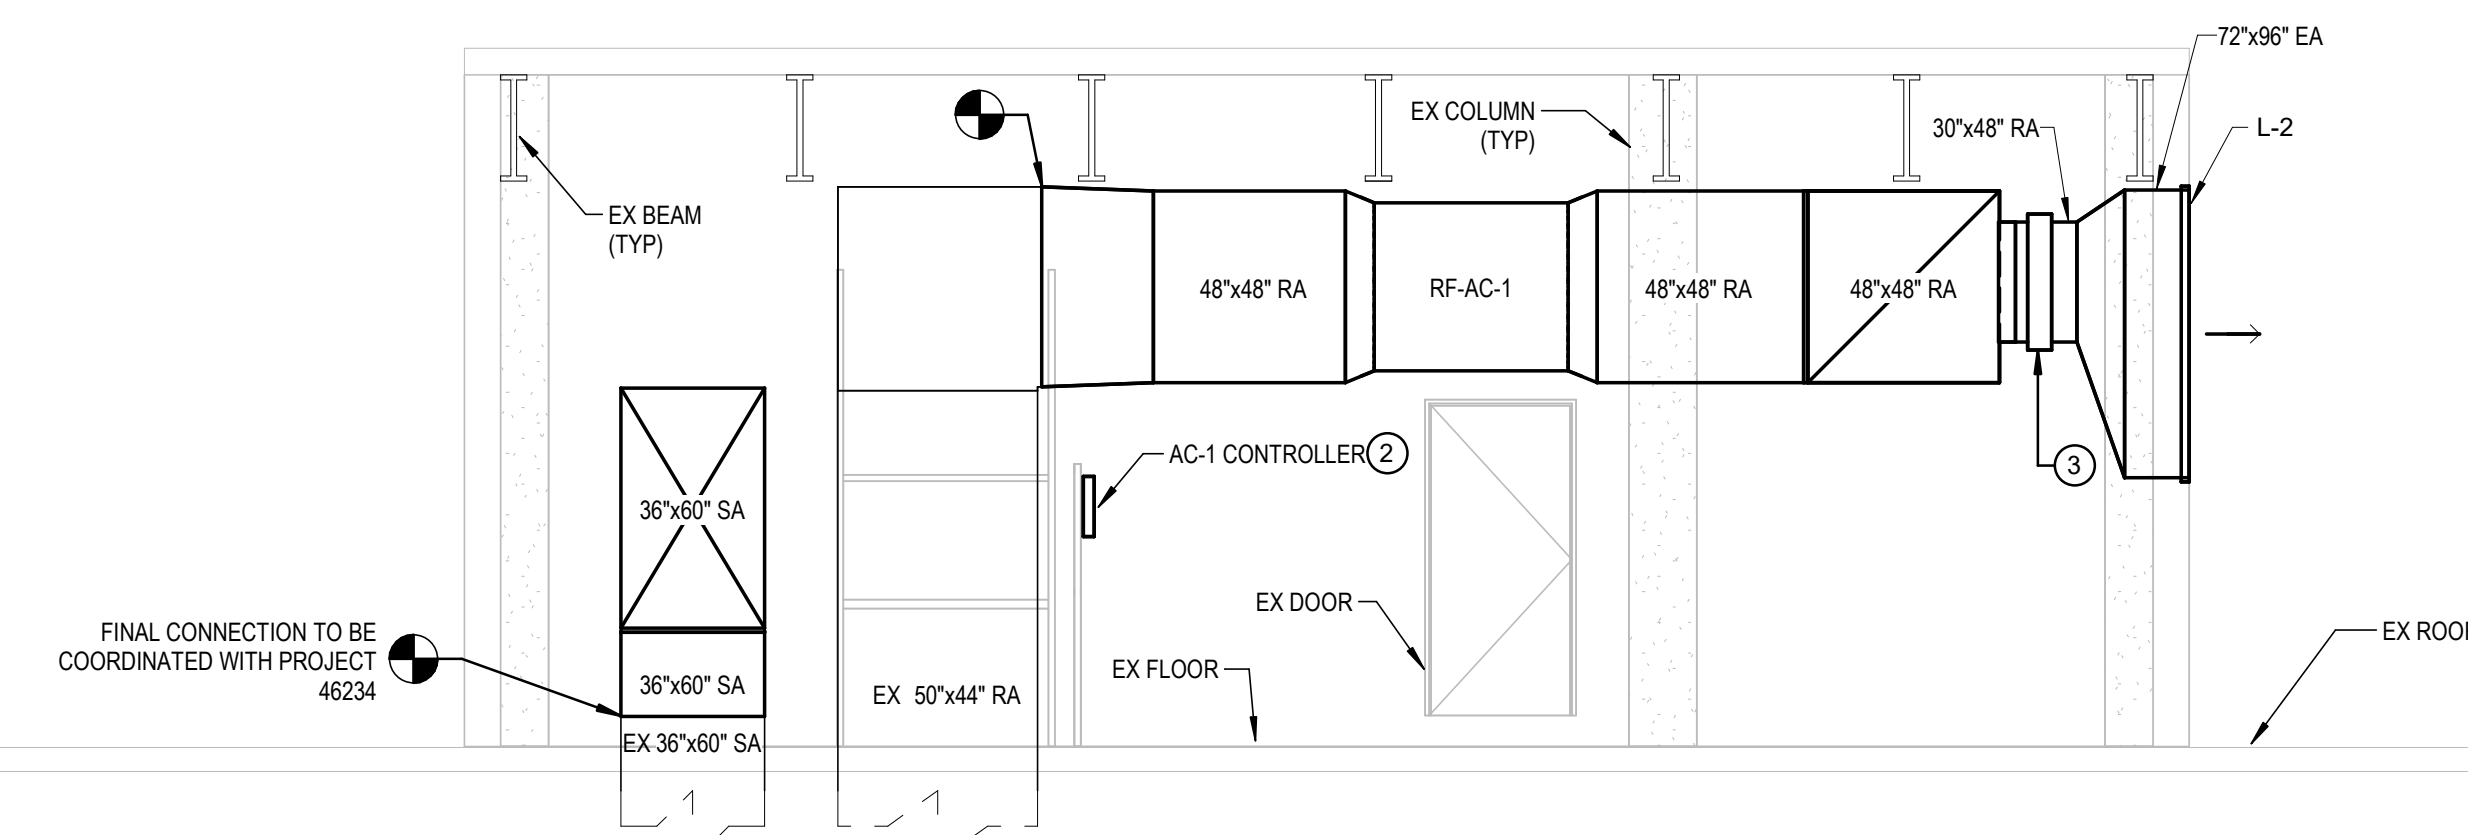 72"x96" EA
EX COLUMN
(TYP)
30"x48" RA
L-2
EX BEAM
(TYP)
48"x48" RA
RF-AC-1
48"x48" RA
48"x48" RA
AC-1 CONTROLLER 2
3
36"x60" SA
EX DOOR
FINAL CONNECTION TO BE
COORDINATED WITH PROJECT
46234
EX ROO
EX FLOOR
36"x60" SA
EX 50"x44" RA
EX 36"x60" SA